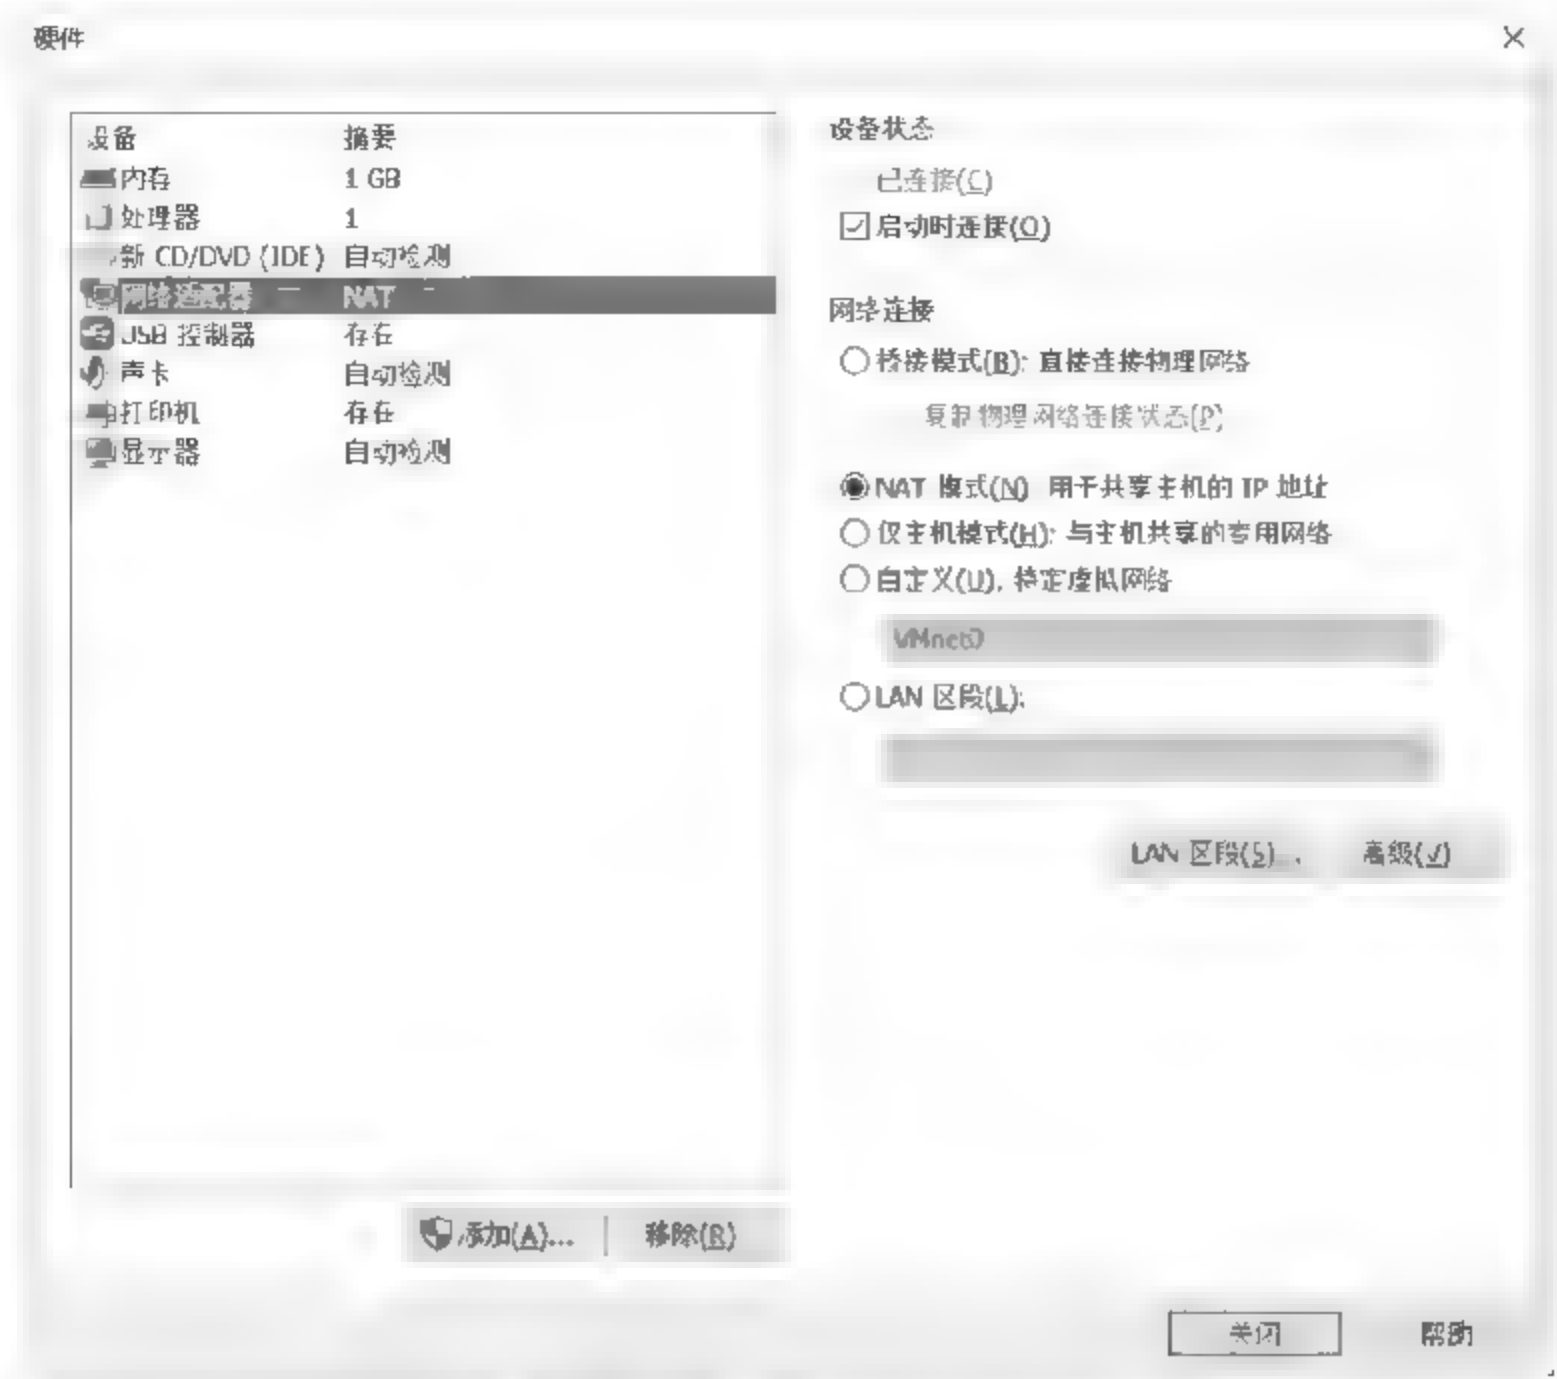 硬件
设备 摘要
内存 1 GB
处理器 1
新 CD/DVD (IDE) 自动检测
网络适配器 NAT
USB 控制器 存在
声卡 自动检测
打印机 存在
显示器 自动检测
添加(A)...
移除(R)
设备状态
已连接(C)
启动时连接(O)
网络连接
桥接模式(B): 直接连接物理网络
复制物理网络连接状态(P)
NAT 模式(N): 用于共享主机的 IP 地址
仅主机模式(H): 与主机共享的专用网络
自定义(U): 特定虚拟网络
VMnet0
LAN 区段(L):
LAN 区段(S)...
高级(V)
关闭
帮助